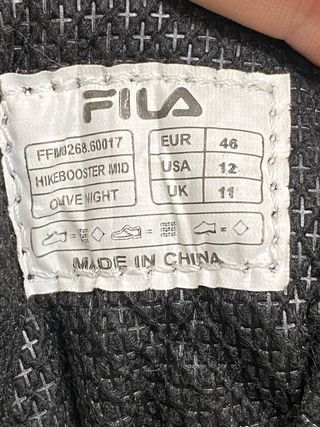 FILA
FFM0268.60017
HIKEBOOSTER MID
OLIVE NIGHT
EUR 46
USA 12
UK 11
MADE IN CHINA